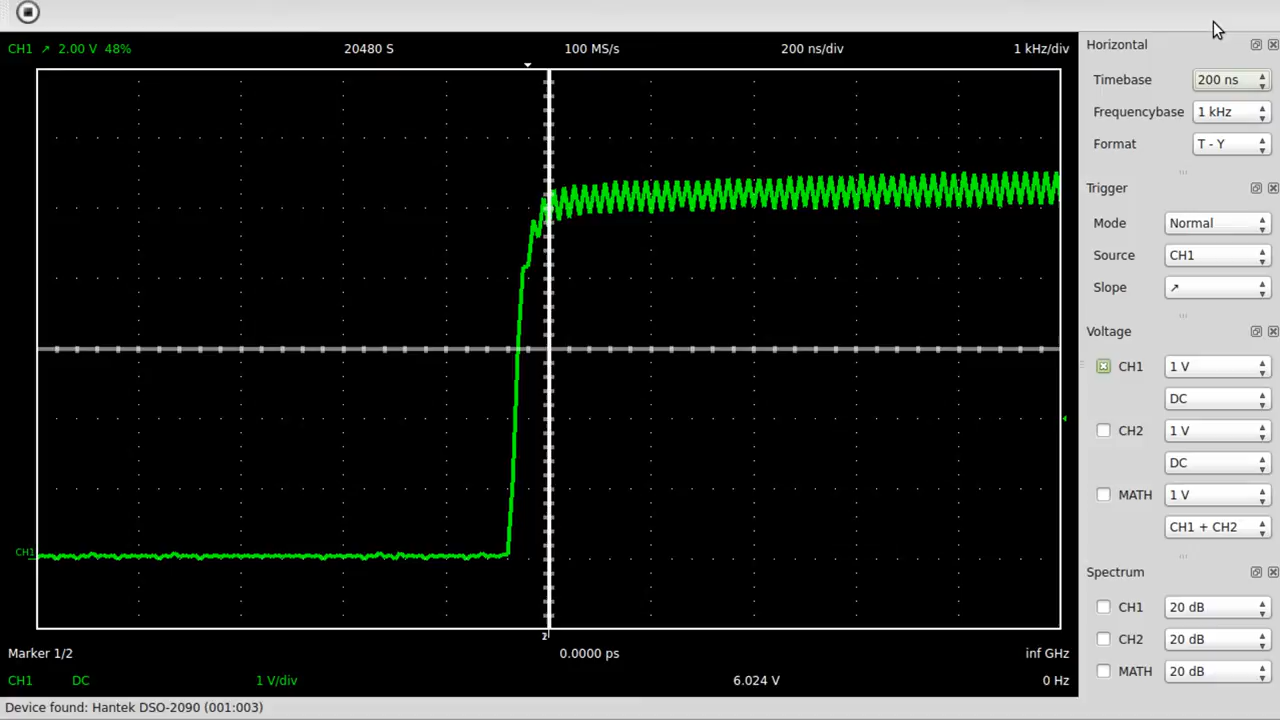 CH1 ↗ 2.00 V 48% 20480 S 100 MS/s 200 ns/div 1 kHz/div
CH1
Marker 1/2 0.0000 ps inf GHz
CH1 DC 1 V/div 6.024 V 0 Hz
Device found: Hantek DSO-2090 (001:003)
Horizontal
Timebase 200 ns
Frequencybase 1 kHz
Format T - Y
Trigger
Mode Normal
Source CH1
Slope ↗
Voltage
CH1 1 V
DC
CH2 1 V
DC
MATH 1 V
CH1 + CH2
Spectrum
CH1 20 dB
CH2 20 dB
MATH 20 dB